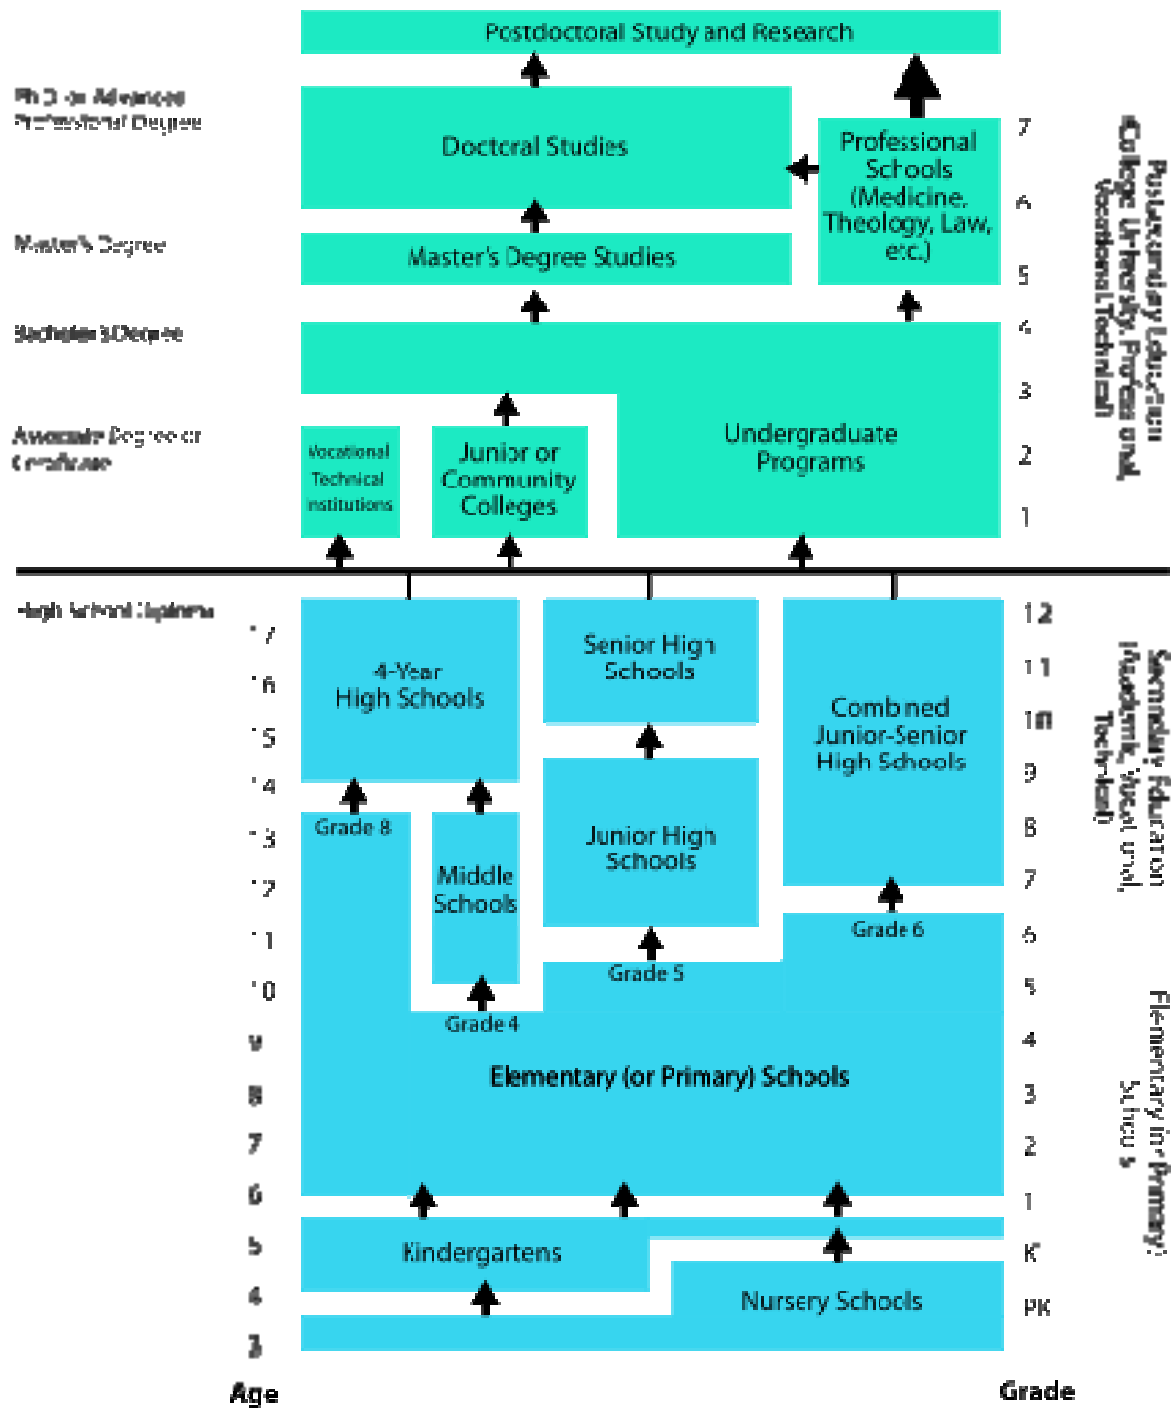 Postdoctoral Study and Research
Ph.D. or Advanced
Professional Degree
Doctoral Studies
Professional
Schools
(Medicine,
Theology, Law,
etc.)
7
6
5
Master's Degree
Master's Degree Studies
Bachelor's Degree
4
3
2
1
Associate Degree or
Certificate
Vocational
Technical
Institutions
Junior or
Community
Colleges
Undergraduate
Programs
Postsecondary Education
(College, University, Professional,
Vocational, Technical)
High School Diploma
17
16
15
14
13
12
11
10
9
8
7
6
5
4
3
4-Year
High Schools
Senior High
Schools
Combined
Junior-Senior
High Schools
Grade 8
Middle
Schools
Junior High
Schools
Grade 6
Grade 5
Grade 4
Elementary (or Primary) Schools
Kindergartens
Nursery Schools
12
11
10
9
8
7
6
5
4
3
2
1
K
PK
Secondary Education
(Academic, Vocational,
Technical)
Elementary (or Primary)
Schools
Age
Grade